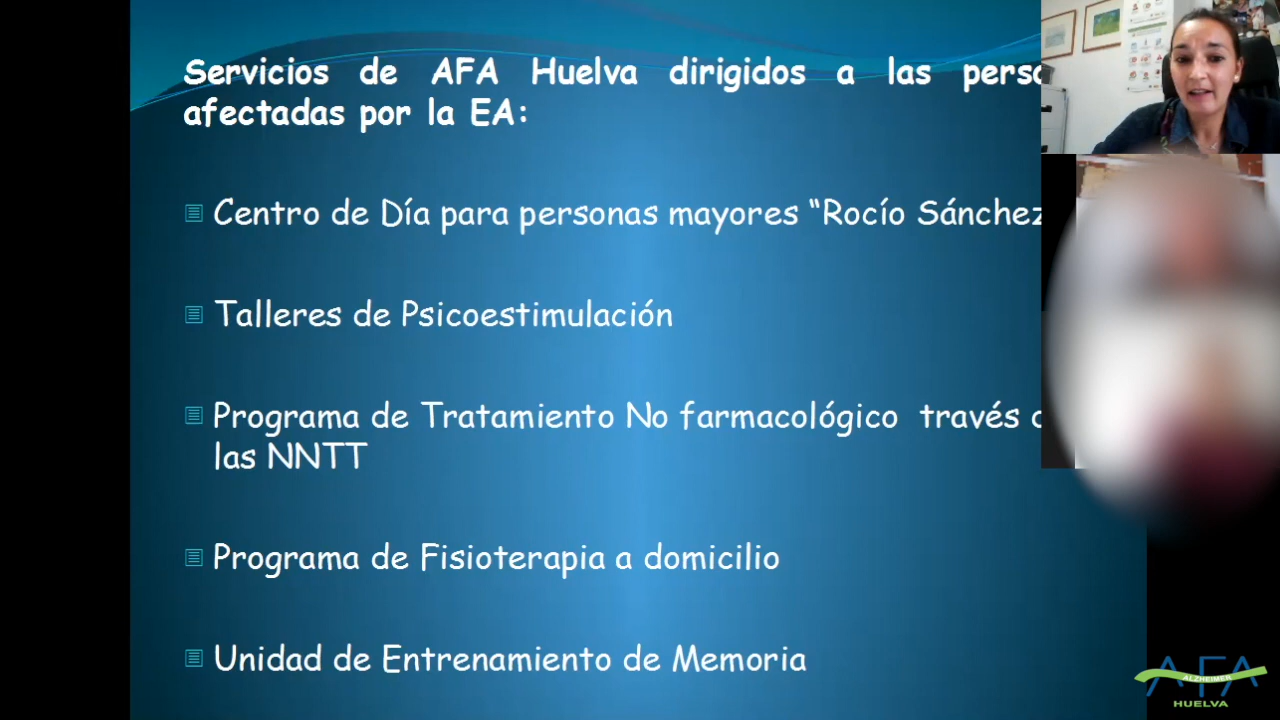 Servicios de AFA Huelva dirigidos a las
afectadas por la EA:
Centro de Día para personas mayores “Rocío Sánchez
Talleres de Psicoestimulación
Programa de Tratamiento No farmacológico través
las NNTT
Programa de Fisioterapia a domicilio
Unidad de Entrenamiento de Memoria
AFA
ALZHEIMER
HUELVA